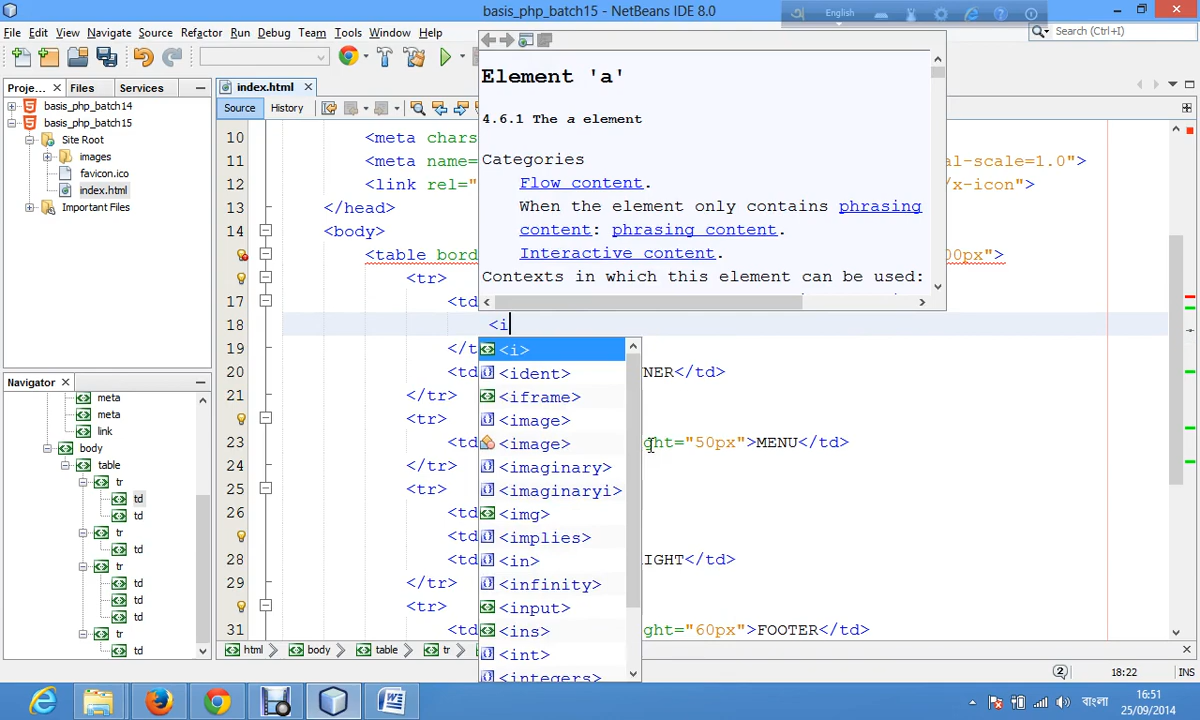 basis_php_batch15 - NetBeans IDE 8.0
English
File Edit View Navigate Source Refactor Run Debug Team Tools Window Help
Search (Ctrl+I)
Proje... Files Services
basis_php_batch14
basis_php_batch15
Site Root
images
favicon.ico
index.html
Important Files
index.html
Source History
10 <meta chars
11 <meta name= al-scale=1.0">
12 <link rel=" /x-icon">
13 </head>
14 <body>
<table bord 00px">
<tr>
17 <td
18 <i
19 </t
20 <td NER</td>
21 </tr>
<tr>
23 <td ght="50px">MENU</td>
24 </tr>
25 <tr>
26 <td
<td
28 <td IGHT</td>
29 </tr>
<tr>
31 <td ght="60px">FOOTER</td>
Element 'a'
4.6.1 The a element
Categories
Flow content.
When the element only contains phrasing
content: phrasing content.
Interactive content.
Contexts in which this element can be used:
<i>
<ident>
<iframe>
<image>
<image>
<imaginary>
<imaginaryi>
<img>
<implies>
<in>
<infinity>
<input>
<ins>
<int>
<integers>
Navigator
meta
meta
link
body
table
tr
td
td
tr
td
tr
td
td
td
tr
td
html body table tr
2 18:22 INS
বাংলা
16:51
25/09/2014